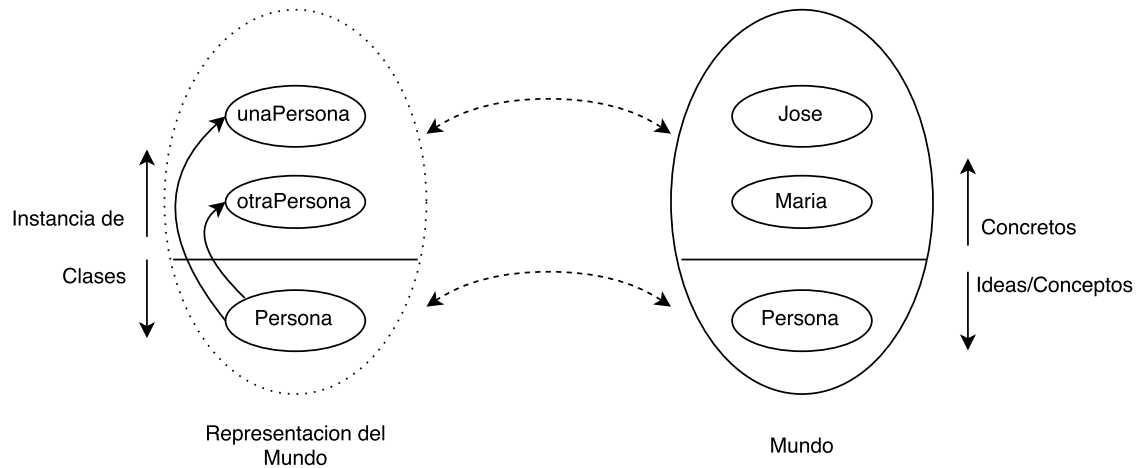 unaPersona
Jose
otraPersona
Maria
Instancia de
Concretos
Clases
Ideas/Conceptos
Persona
Persona
Representacion del
Mundo
Mundo